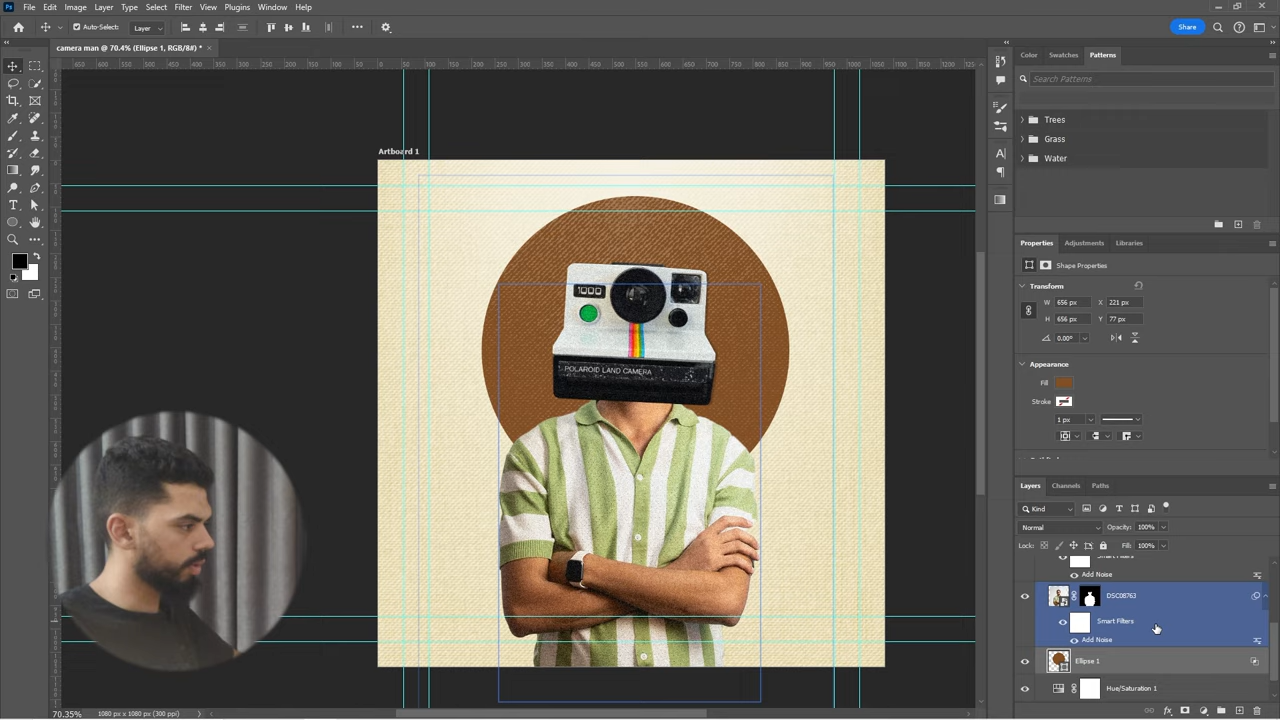 Ps File Edit Image Layer Type Select Filter View Plugins Window Help
Auto-Select: Layer Share
camera man @ 70.4% (Ellipse 1, RGB/8#) * ×
Artboard 1
1000
POLAROID LAND CAMERA
70.35% 1080 px x 1080 px (300 ppi)
Color Swatches Patterns
Search Patterns
Trees
Grass
Water
Properties Adjustments Libraries
Shape Properties
Transform
W 656 px X 221 px
H 656 px Y 77 px
0.00°
Appearance
Fill
Stroke
1 px
Layers Channels Paths
Kind
Normal Opacity: 100%
Lock: Fill: 100%
Add Noise
DSC08763
Smart Filters
Add Noise
Ellipse 1
Hue/Saturation 1